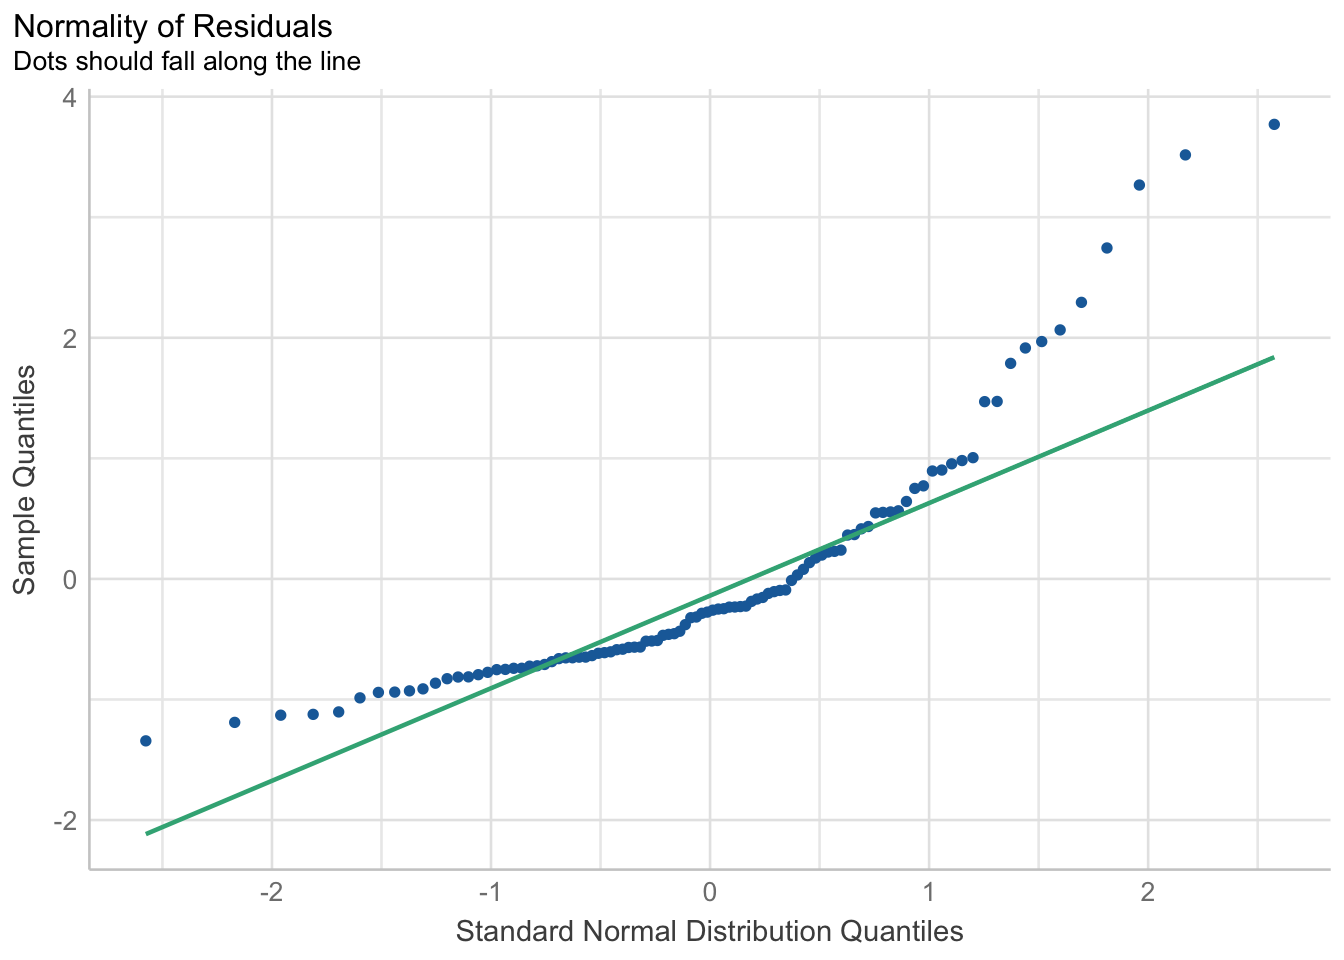 Normality of Residuals
Dots should fall along the line
4
2
0
-2
Sample Quantiles
-2 -1 0 1 2
Standard Normal Distribution Quantiles